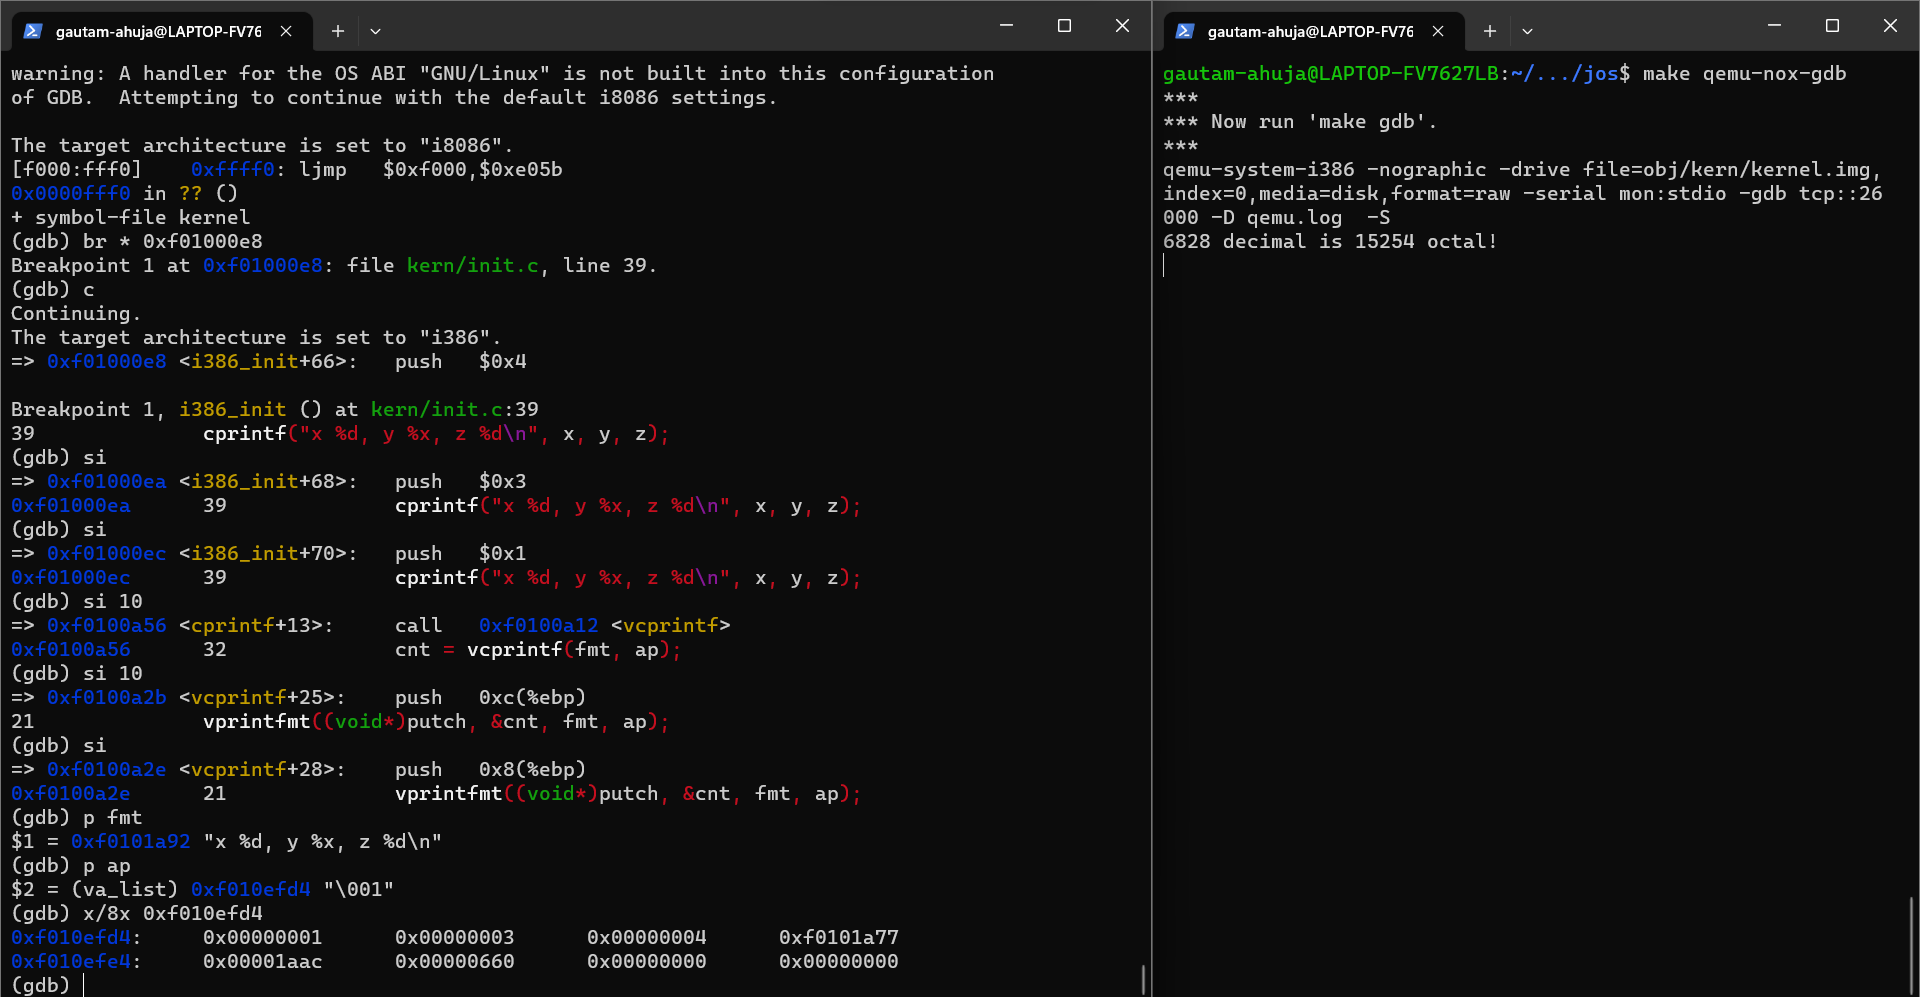 gautam-ahuja@LAPTOP-FV76
warning: A handler for the OS ABI "GNU/Linux" is not built into this configuration
of GDB.  Attempting to continue with the default i8086 settings.
The target architecture is set to "i8086".
[f000:fff0]    0xffff0: ljmp   $0xf000,$0xe05b
0x0000fff0 in ?? ()
+ symbol-file kernel
(gdb) br * 0xf01000e8
Breakpoint 1 at 0xf01000e8: file kern/init.c, line 39.
(gdb) c
Continuing.
The target architecture is set to "i386".
=> 0xf01000e8 <i386_init+66>:   push   $0x4
Breakpoint 1, i386_init () at kern/init.c:39
39              cprintf("x %d, y %x, z %d\n", x, y, z);
(gdb) si
=> 0xf01000ea <i386_init+68>:   push   $0x3
0xf01000ea      39              cprintf("x %d, y %x, z %d\n", x, y, z);
(gdb) si
=> 0xf01000ec <i386_init+70>:   push   $0x1
0xf01000ec      39              cprintf("x %d, y %x, z %d\n", x, y, z);
(gdb) si 10
=> 0xf0100a56 <cprintf+13>:     call   0xf0100a12 <vcprintf>
0xf0100a56      32              cnt = vcprintf(fmt, ap);
(gdb) si 10
=> 0xf0100a2b <vcprintf+25>:    push   0xc(%ebp)
21              vprintfmt((void*)putch, &cnt, fmt, ap);
(gdb) si
=> 0xf0100a2e <vcprintf+28>:    push   0x8(%ebp)
0xf0100a2e      21              vprintfmt((void*)putch, &cnt, fmt, ap);
(gdb) p fmt
$1 = 0xf0101a92 "x %d, y %x, z %d\n"
(gdb) p ap
$2 = (va_list) 0xf010efd4 "\001"
(gdb) x/8x 0xf010efd4
0xf010efd4:     0x00000001      0x00000003      0x00000004      0xf0101a77
0xf010efe4:     0x00001aac      0x00000660      0x00000000      0x00000000
(gdb)
gautam-ahuja@LAPTOP-FV76
gautam-ahuja@LAPTOP-FV7627LB:~/.../jos$ make qemu-nox-gdb
***
*** Now run 'make gdb'.
***
qemu-system-i386 -nographic -drive file=obj/kern/kernel.img,
index=0,media=disk,format=raw -serial mon:stdio -gdb tcp::26
000 -D qemu.log  -S
6828 decimal is 15254 octal!